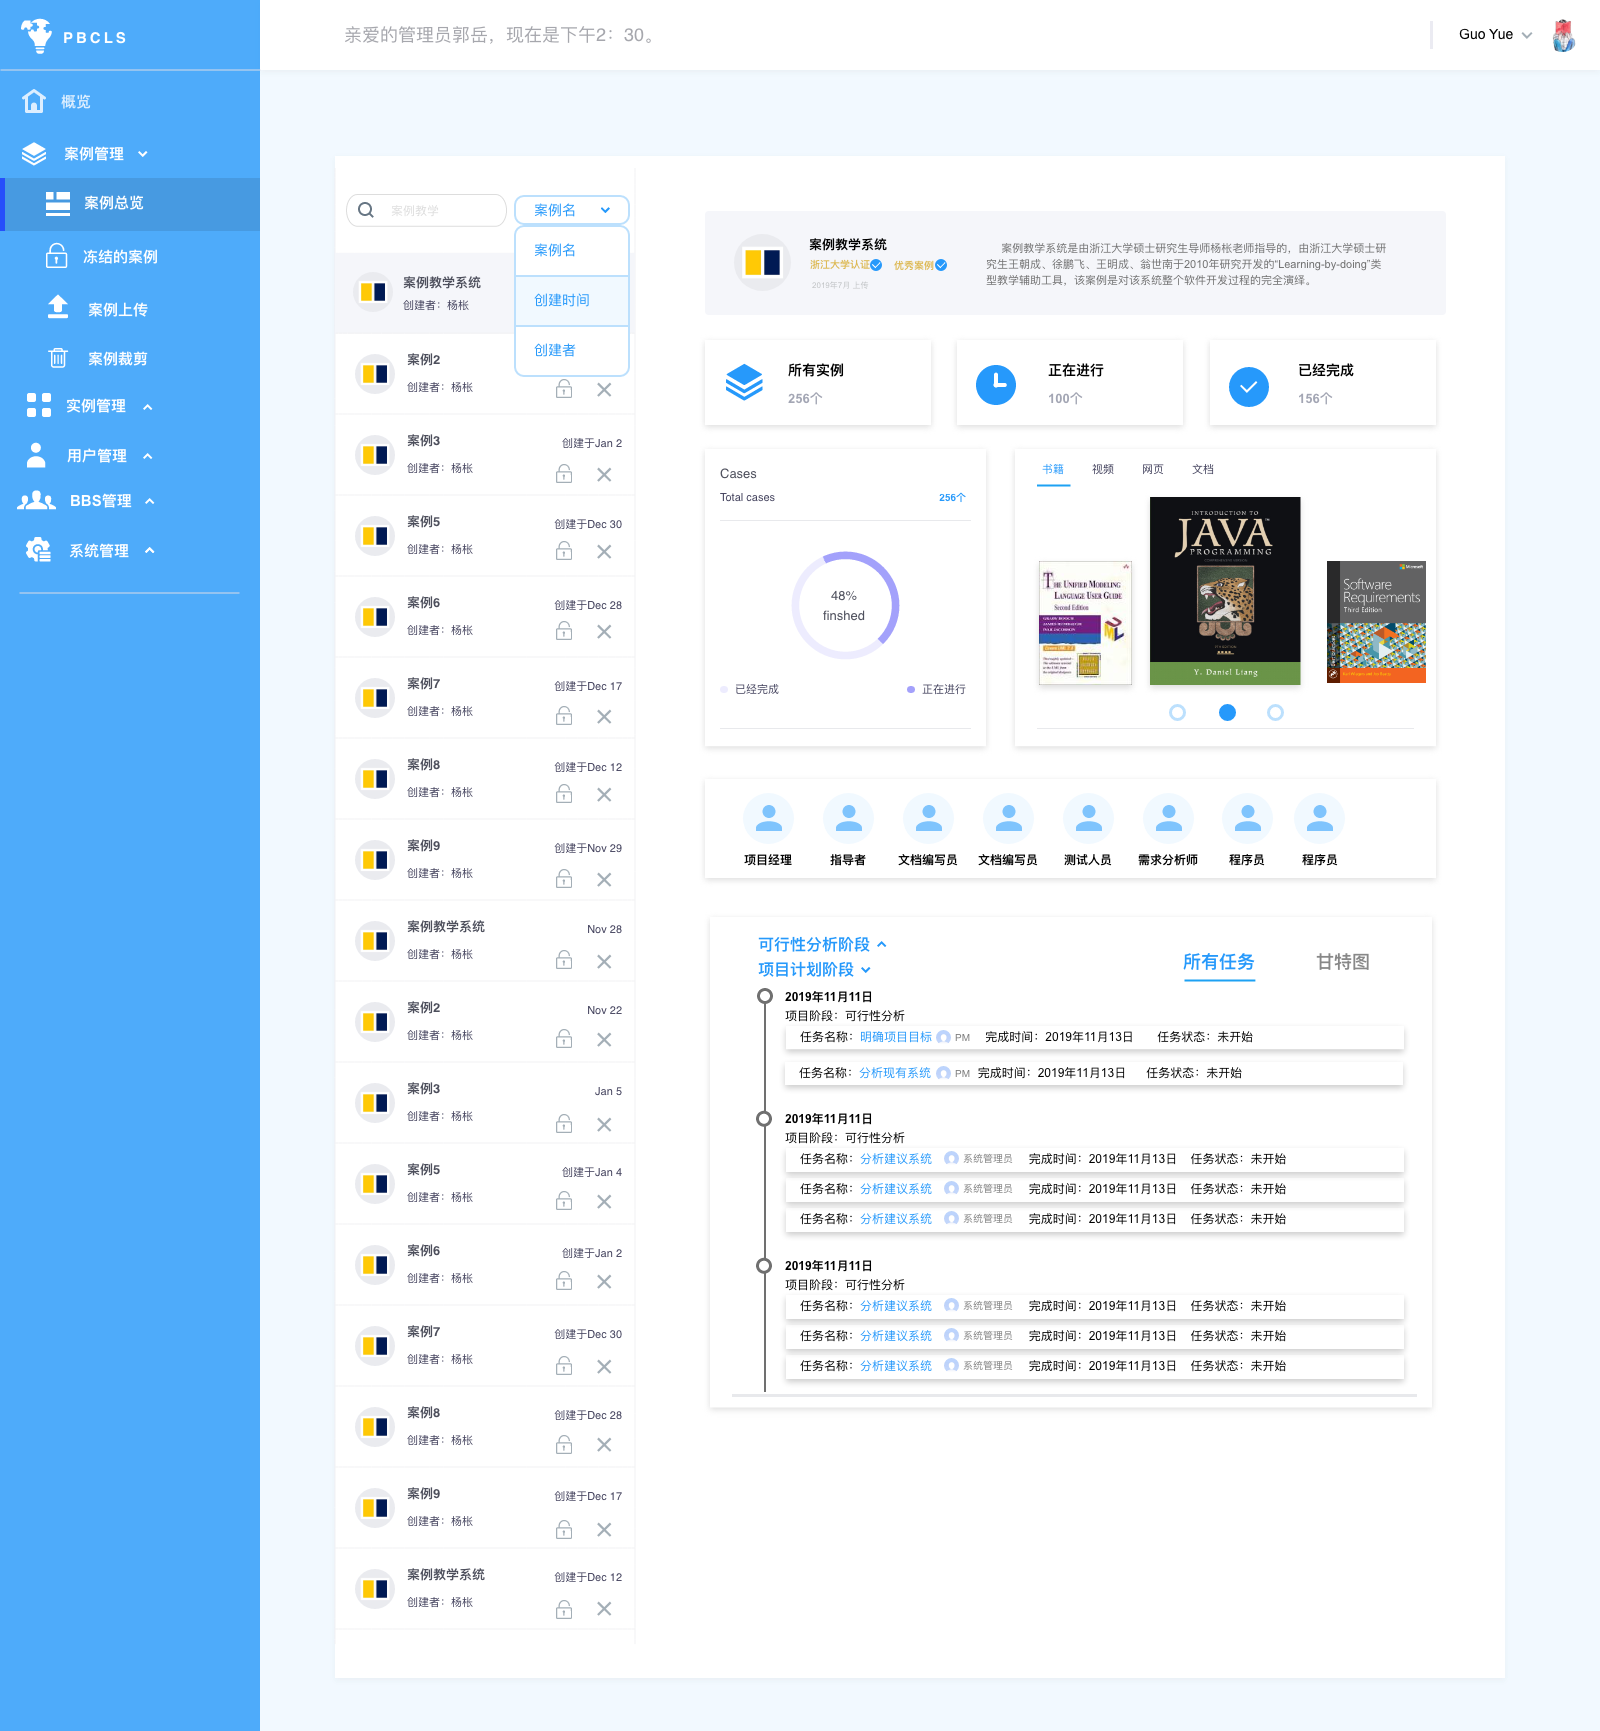 PBCLS
亲爱的管理员郭岳，现在是下午2：30。
Guo Yue
概览
案例管理
案例总览
冻结的案例
案例上传
案例裁剪
实例管理
用户管理
BBS管理
系统管理
案例教学
案例名
案例名
创建时间
创建者
案例教学系统
创建者：杨枨
案例2
创建者：杨枨
案例3
创建于Jan 2
创建者：杨枨
案例5
创建于Dec 30
创建者：杨枨
案例6
创建于Dec 28
创建者：杨枨
案例7
创建于Dec 17
创建者：杨枨
案例8
创建于Dec 12
创建者：杨枨
案例9
创建于Nov 29
创建者：杨枨
案例教学系统
Nov 28
创建者：杨枨
案例2
Nov 22
创建者：杨枨
案例3
Jan 5
创建者：杨枨
案例5
创建于Jan 4
创建者：杨枨
案例6
创建于Jan 2
创建者：杨枨
案例7
创建于Dec 30
创建者：杨枨
案例8
创建于Dec 28
创建者：杨枨
案例9
创建于Dec 17
创建者：杨枨
案例教学系统
创建于Dec 12
创建者：杨枨
案例教学系统
浙江大学认证 优秀案例
2019年7月 上传
案例教学系统是由浙江大学硕士研究生导师杨枨老师指导的，由浙江大学硕士研
究生王朝成、徐鹏飞、王明成、翁世南于2010年研究开发的“Learning-by-doing”类
型教学辅助工具，该案例是对该系统整个软件开发过程的完全演绎。
所有实例
256个
正在进行
100个
已经完成
156个
Cases
Total cases 256个
48%
finshed
已经完成 正在进行
书籍 视频 网页 文档
THE UNIFIED MODELING
LANGUAGE USER GUIDE
Second Edition
GRADY BOOCH
JAMES RUMBAUGH
IVAR JACOBSON
UML
INTRODUCTION TO
JAVA
PROGRAMMING
Y. Daniel Liang
Microsoft
Software
Requirements
Third Edition
项目经理 指导者 文档编写员 文档编写员 测试人员 需求分析师 程序员 程序员
可行性分析阶段
项目计划阶段
所有任务 甘特图
2019年11月11日
项目阶段：可行性分析
任务名称：明确项目目标 PM 完成时间：2019年11月13日 任务状态：未开始
任务名称：分析现有系统 PM 完成时间：2019年11月13日 任务状态：未开始
2019年11月11日
项目阶段：可行性分析
任务名称：分析建议系统 系统管理员 完成时间：2019年11月13日 任务状态：未开始
任务名称：分析建议系统 系统管理员 完成时间：2019年11月13日 任务状态：未开始
任务名称：分析建议系统 系统管理员 完成时间：2019年11月13日 任务状态：未开始
2019年11月11日
项目阶段：可行性分析
任务名称：分析建议系统 系统管理员 完成时间：2019年11月13日 任务状态：未开始
任务名称：分析建议系统 系统管理员 完成时间：2019年11月13日 任务状态：未开始
任务名称：分析建议系统 系统管理员 完成时间：2019年11月13日 任务状态：未开始